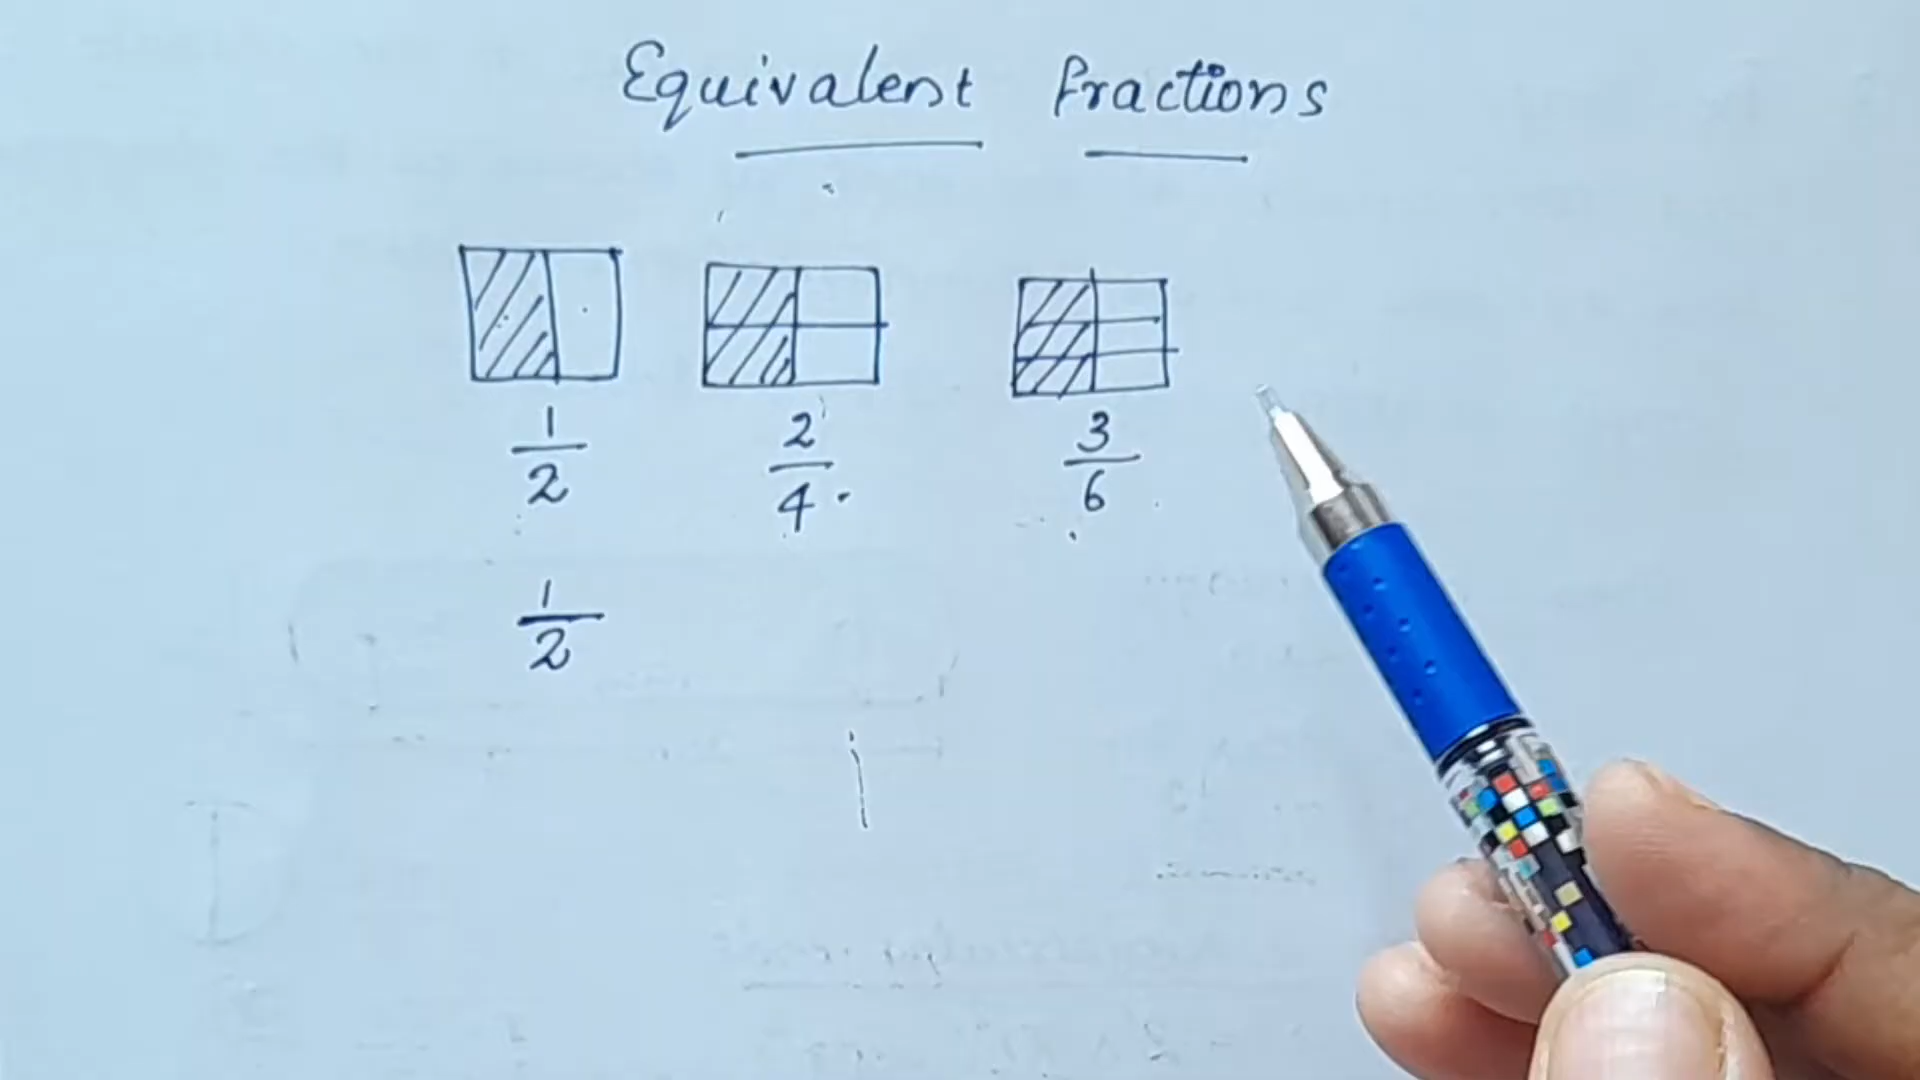 Equivalent fractions
1/2 2/4 3/6
1/2